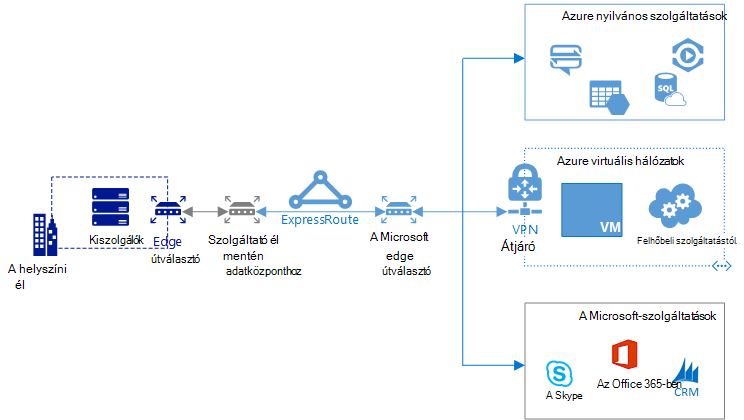 Azure nyilvános szolgáltatások
SQL
Azure virtuális hálózatok
VM
Felhőbeli szolgáltatástól.
VPN
Átjáró
ExpressRoute
Kiszolgálók
Edge
útválasztó
Szolgáltató él
mentén
adatközponthoz
A Microsoft
edge
útválasztó
A helyszíni
él
A Microsoft-szolgáltatások
A Skype
Az Office 365-ben
CRM